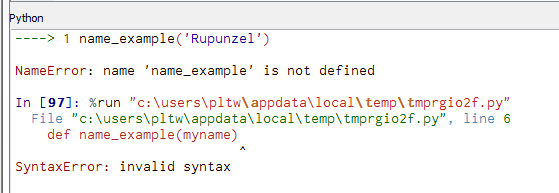 Python
----> 1 name_example('Rupunzel')
NameError: name 'name_example' is not defined
In [97]: %run "c:\users\pltw\appdata\local\temp\tmprgio2f.py"
File "c:\users\pltw\appdata\local\temp\tmprgio2f.py", line 6
def name_example(myname)
^
SyntaxError: invalid syntax